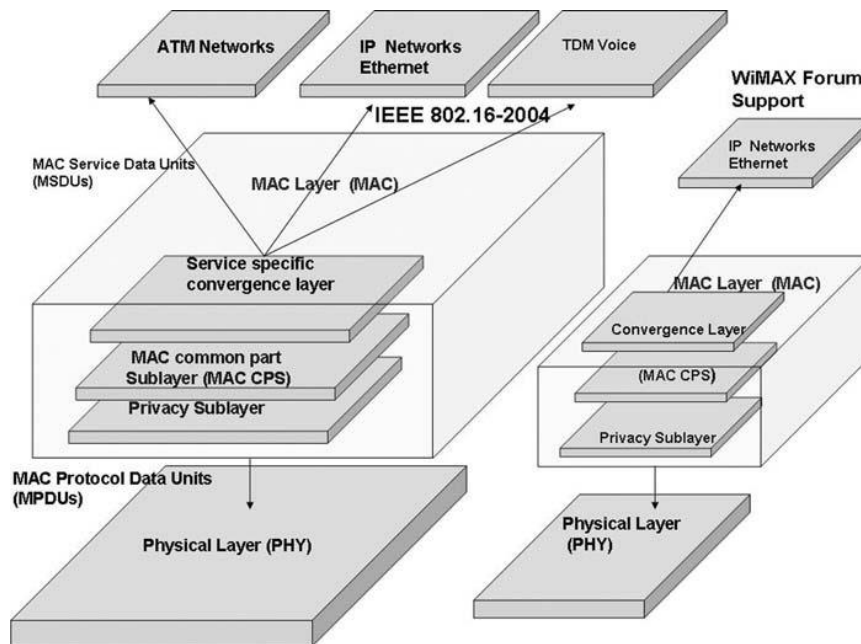 ATM Networks
IP Networks
Ethernet
TDM Voice
IEEE 802.16-2004
MAC Service Data Units
(MSDUs)
MAC Layer (MAC)
Service specific
convergence layer
MAC common part
Sublayer (MAC CPS)
Privacy Sublayer
MAC Protocol Data Units
(MPDUs)
Physical Layer (PHY)
WiMAX Forum
Support
IP Networks
Ethernet
MAC Layer (MAC)
Convergence Layer
(MAC CPS)
Privacy Sublayer
Physical Layer
(PHY)